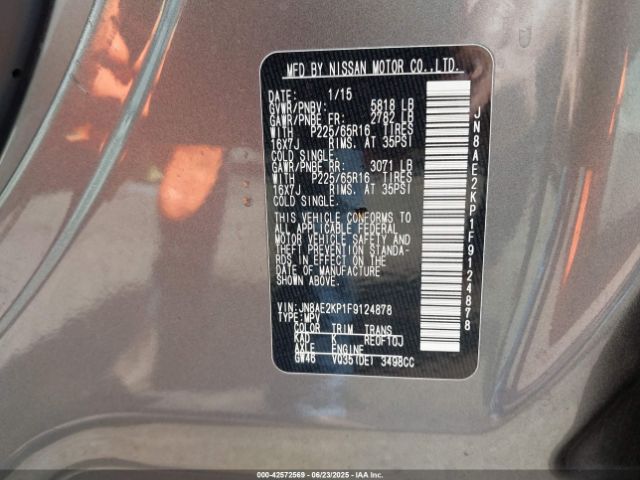 MFD BY NISSAN MOTOR CO.,LTD.
DATE: 1/15
GVWR/PNBV: 5818 LB
GAWR/PNBE FR: 2782 LB
WITH P225/65R16 TIRES
16X7J RIMS, AT 35PSI
COLD SINGLE.
GAWR/PNBE RR: 3071 LB
WITH P225/65R16 TIRES
16X7J RIMS, AT 35PSI
COLD SINGLE.
THIS VEHICLE CONFORMS TO
ALL APPLICABLE FEDERAL
MOTOR VEHICLE SAFETY AND
THEFT PREVENTION STANDA-
RDS IN EFFECT ON THE
DATE OF MANUFACTURE
SHOWN ABOVE.
VIN: JN8AE2KP1F9124878
TYPE: MPV
COLOR TRIM TRANS
KAD K RE0F10J
AXLE ENGINE
GW46 VQ35(DE) 3498CC
JN8AE2KP1F9124878
000-42572569 06/23/2025 IAAI.COM